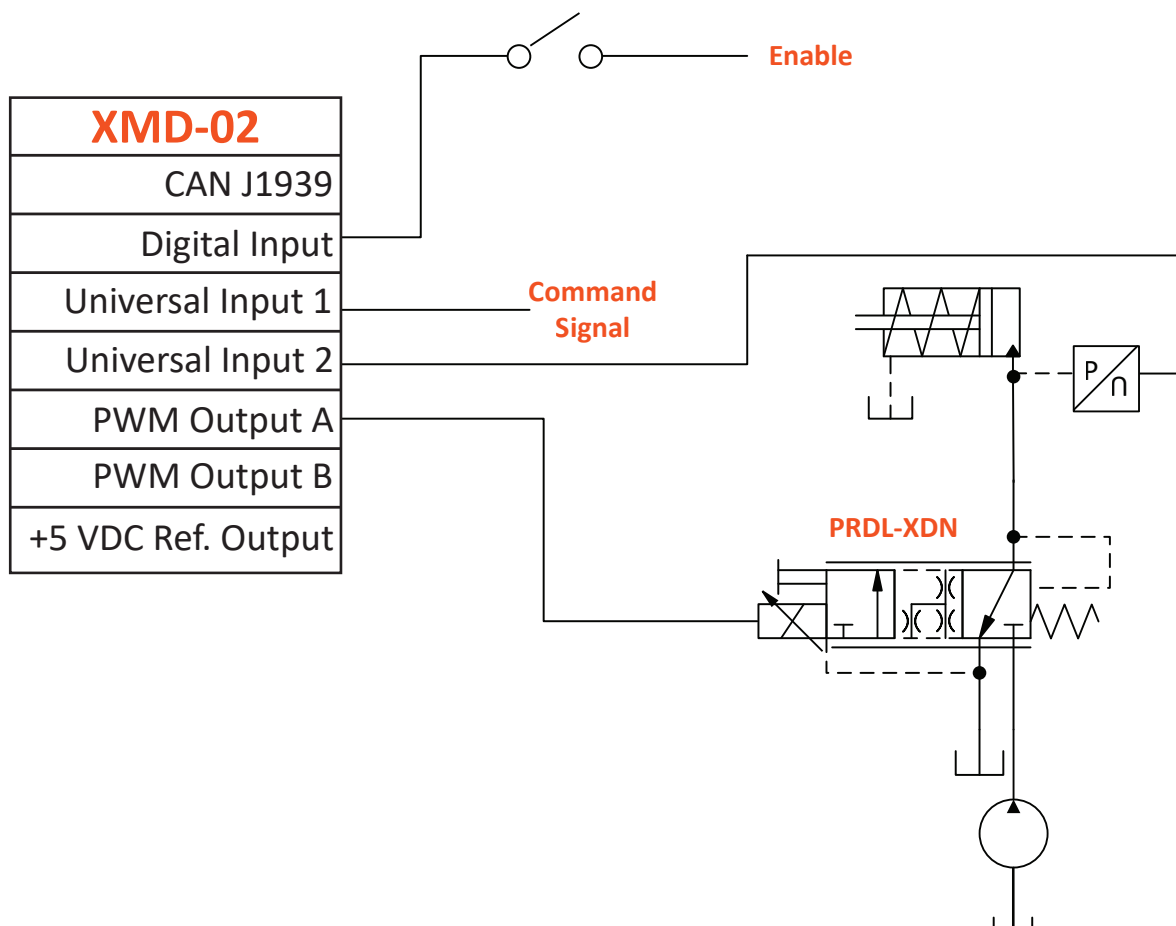 Enable
XMD-02
CAN J1939
Digital Input
Universal Input 1
Command
Signal
Universal Input 2
P
U
PWM Output A
PWM Output B
PRDL-XDN
+5 VDC Ref. Output